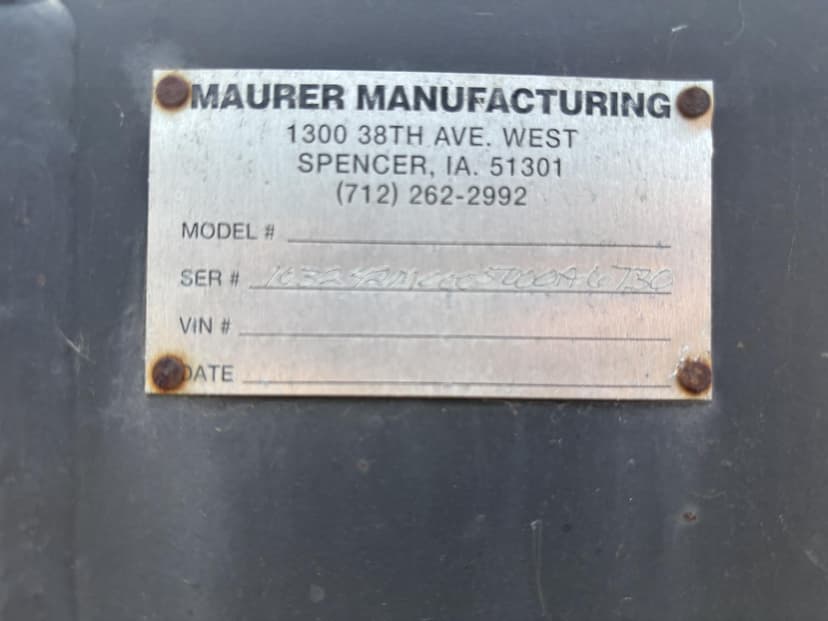 MAURER MANUFACTURING
1300 38TH AVE. WEST
SPENCER, IA. 51301
(712) 262-2992
MODEL #
SER #
VIN #
DATE